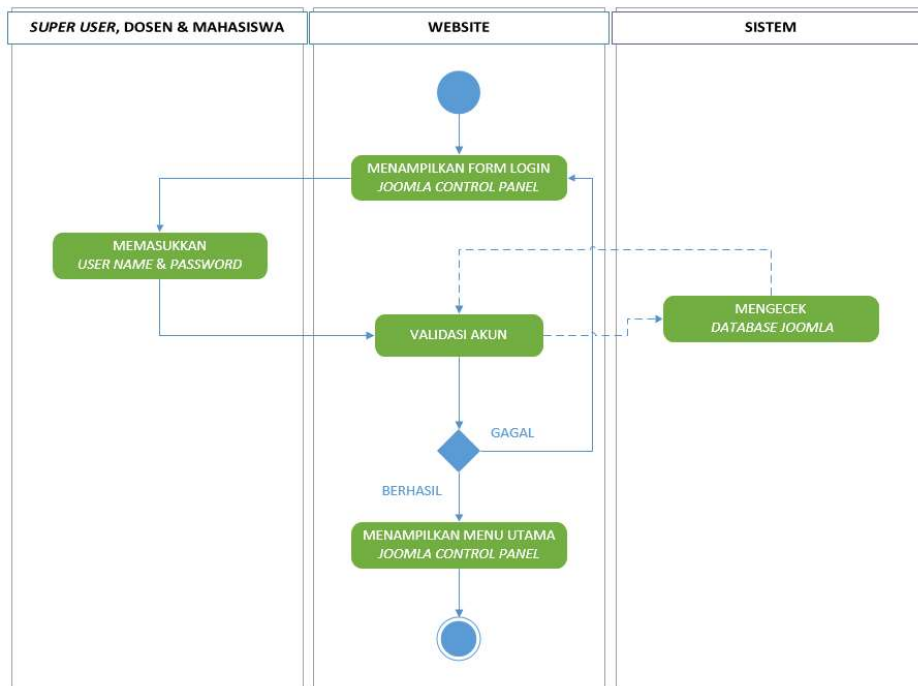 SUPER USER, DOSEN & MAHASISWA
WEBSITE
SISTEM
MENAMPILKAN FORM LOGIN
JOOMLA CONTROL PANEL
MEMASUKKAN
USER NAME & PASSWORD
MENGECEK
DATABASE JOOMLA
VALIDASI AKUN
GAGAL
BERHASIL
MENAMPILKAN MENU UTAMA
JOOMLA CONTROL PANEL